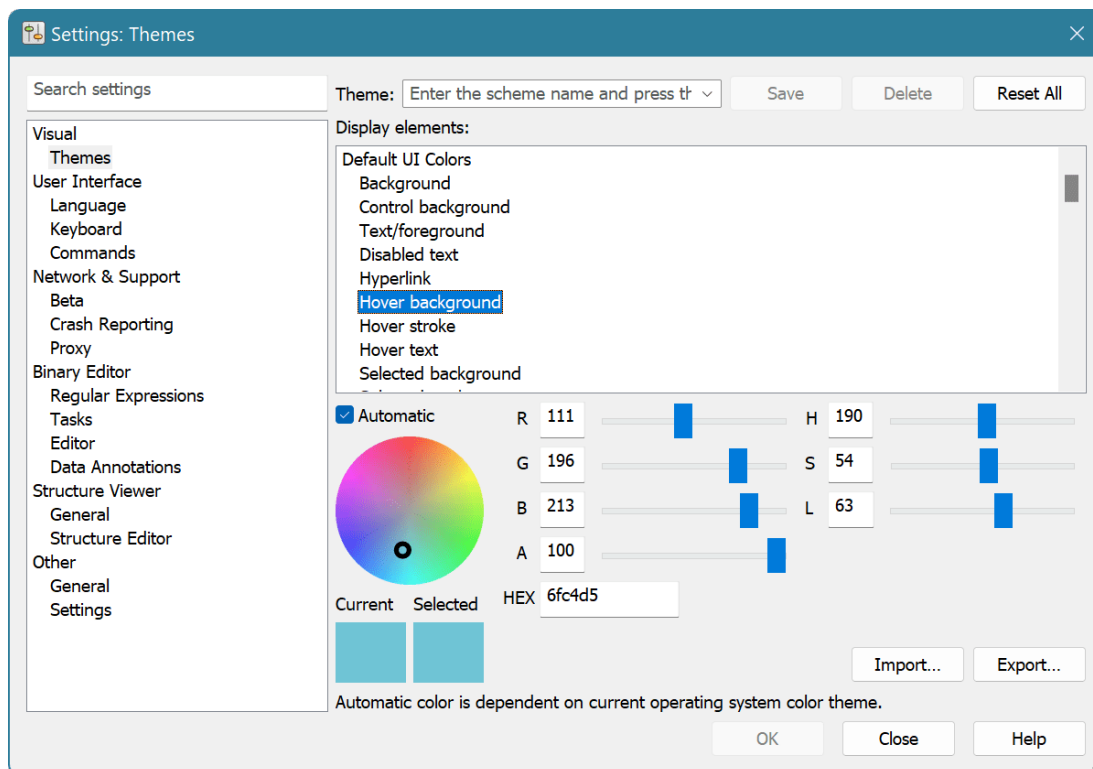 Settings: Themes
Search settings
Visual
Themes
User Interface
Language
Keyboard
Commands
Network & Support
Beta
Crash Reporting
Proxy
Binary Editor
Regular Expressions
Tasks
Editor
Data Annotations
Structure Viewer
General
Structure Editor
Other
General
Settings
Theme: Enter the scheme name and press th Save Delete Reset All
Display elements:
Default UI Colors
Background
Control background
Text/foreground
Disabled text
Hyperlink
Hover background
Hover stroke
Hover text
Selected background
Automatic
R 111 H 190
G 196 S 54
B 213 L 63
A 100
HEX 6fc4d5
Current Selected
Import... Export...
Automatic color is dependent on current operating system color theme.
OK Close Help